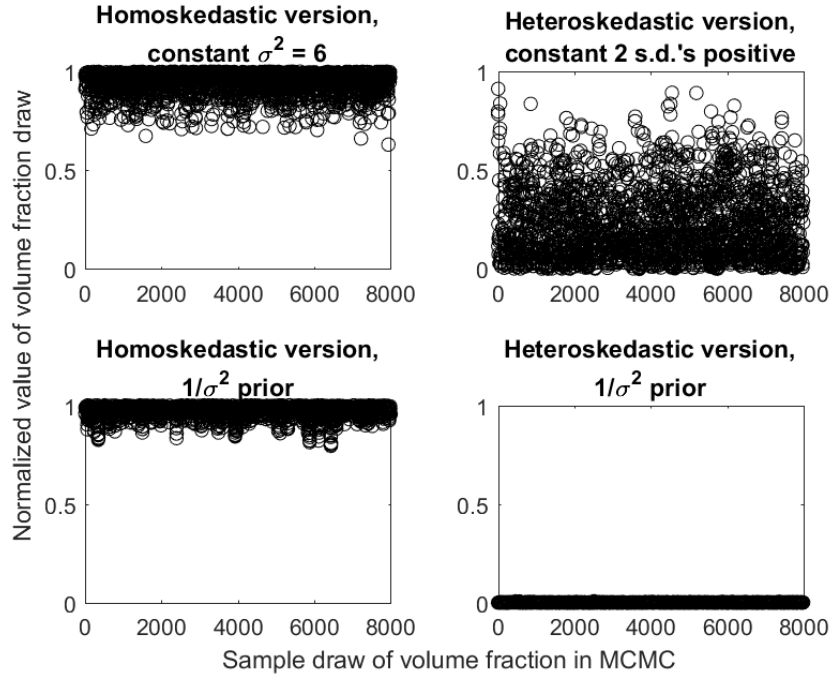 Homoskedastic version,
constant σ² = 6
Heteroskedastic version,
constant 2 s.d.'s positive
1
0.5
0
0 2000 4000 6000 8000
1
0.5
0
0 2000 4000 6000 8000
Homoskedastic version,
1/σ² prior
Heteroskedastic version,
1/σ² prior
1
0.5
0
0 2000 4000 6000 8000
1
0.5
0
0 2000 4000 6000 8000
Normalized value of volume fraction draw
Sample draw of volume fraction in MCMC